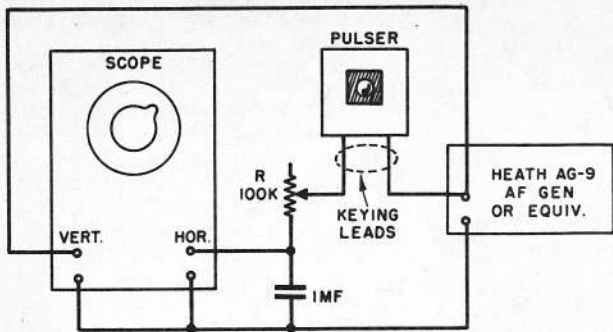 SCOPE
PULSER
R
100K
KEYING
LEADS
HEATH AG-9
AF GEN
OR EQUIV.
VERT.
HOR.
1MF